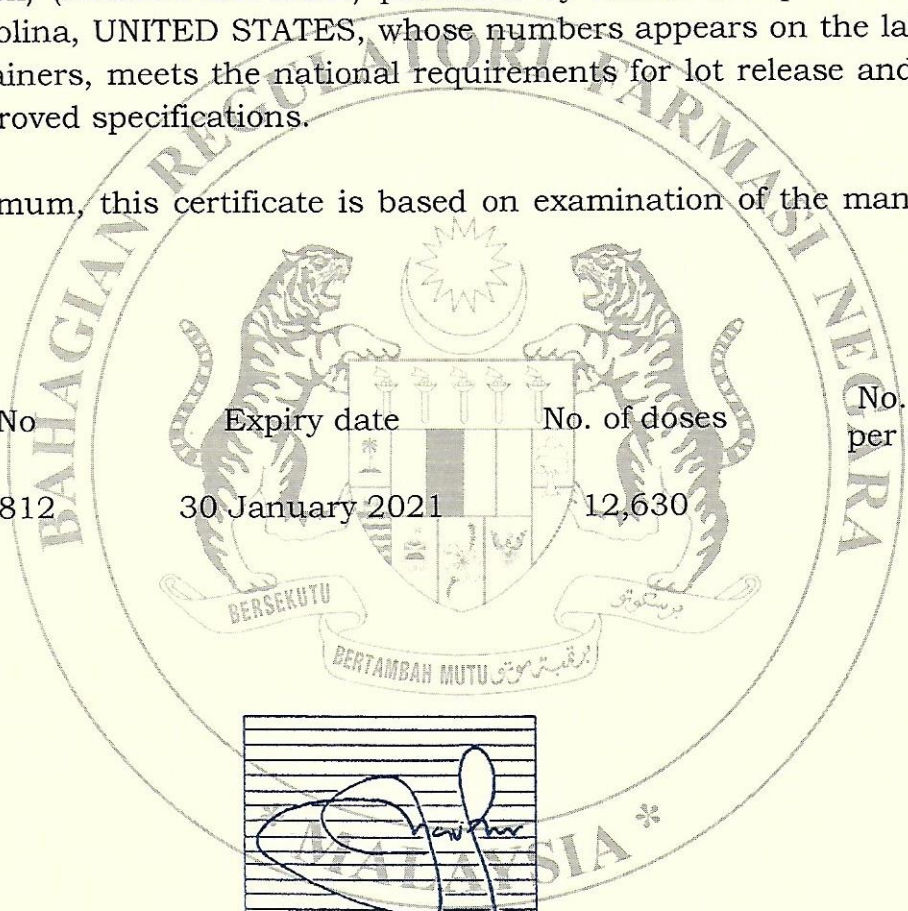 olina, UNITED STATES, whose numbers appears on the la
ainers, meets the national requirements for lot release and
roved specifications.
mum, this certificate is based on examination of the man
No Expiry date No. of doses No.
per
812 30 January 2021 12,630
BAHAGIAN REGULATORI FARMASI NEGARA
BERSEKUTU
BERTAMBAH MUTU
* MALAYSIA *